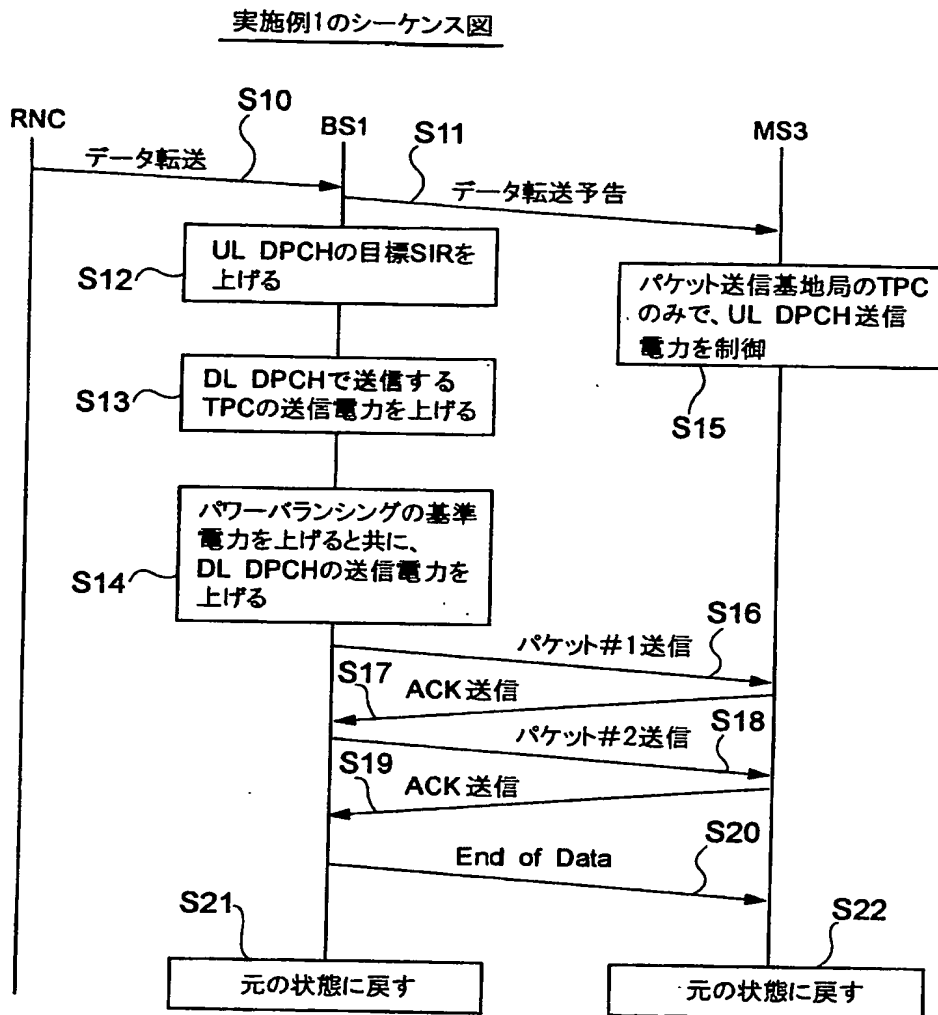 実施例1のシーケンス図
RNC
S10
BS1
S11
MS3
データ転送
データ転送予告
S12
UL DPCHの目標SIRを
上げる
パケット送信基地局のTPC
のみで、UL DPCH送信
電力を制御
S15
S13
DL DPCHで送信する
TPCの送信電力を上げる
S14
パワーバランシングの基準
電力を上げると共に、
DL DPCHの送信電力を
上げる
S16
パケット#1送信
S17
ACK送信
S18
パケット#2送信
S19
ACK送信
S20
End of Data
S21
元の状態に戻す
S22
元の状態に戻す